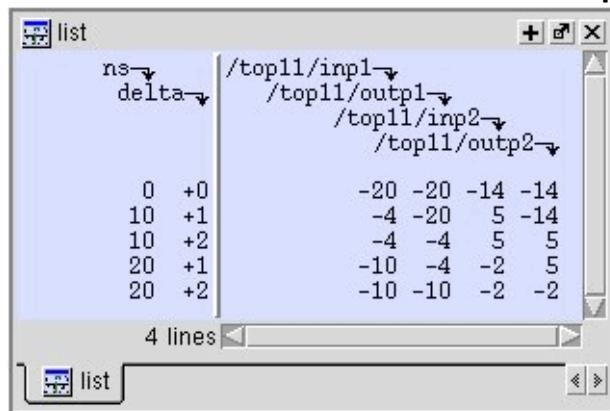 list
ns /top11/inp1
delta /top11/outp1
/top11/inp2
/top11/outp2
0 +0 -20 -20 -14 -14
10 +1 -4 -20 5 -14
10 +2 -4 -4 5 5
20 +1 -10 -4 -2 5
20 +2 -10 -10 -2 -2
4 lines
list